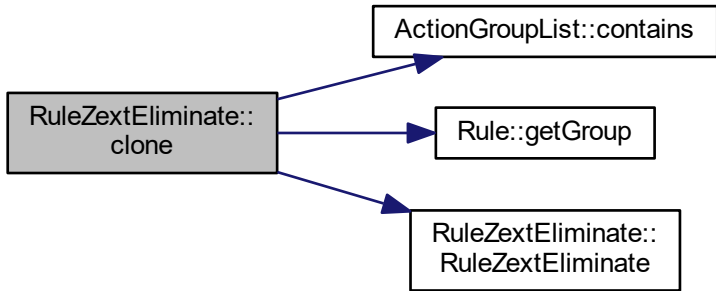 RuleZextEliminate::
clone
ActionGroupList::contains
Rule::getGroup
RuleZextEliminate::
RuleZextEliminate